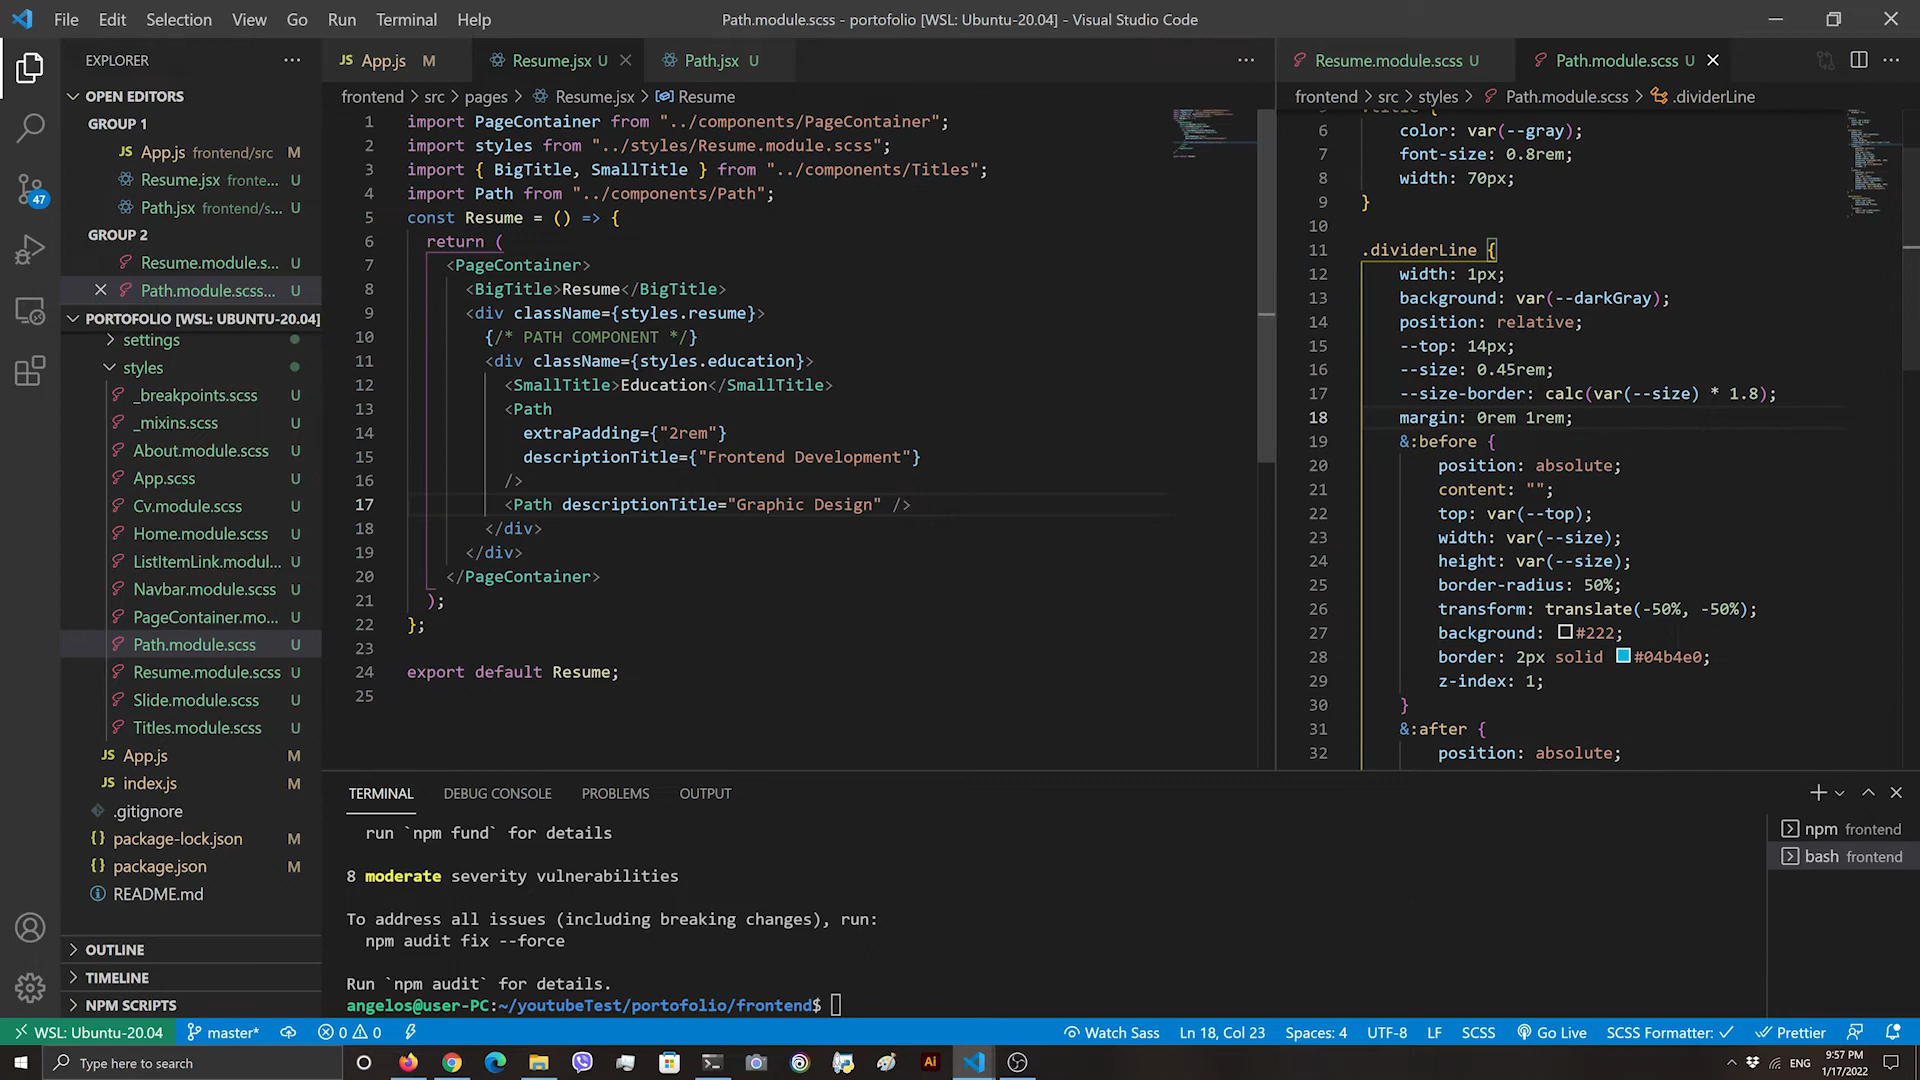 File Edit Selection View Go Run Terminal Help
Path.module.scss - portofolio [WSL: Ubuntu-20.04] - Visual Studio Code
EXPLORER
OPEN EDITORS
GROUP 1
JS App.js frontend/src M
Resume.jsx fronte... U
Path.jsx frontend/s... U
GROUP 2
Resume.module.s... U
Path.module.scss... U
PORTOFOLIO [WSL: UBUNTU-20.04]
settings
styles
_breakpoints.scss U
_mixins.scss U
About.module.scss U
App.scss U
Cv.module.scss U
Home.module.scss U
ListItemLink.modul... U
Navbar.module.scss U
PageContainer.mo... U
Path.module.scss U
Resume.module.scss U
Slide.module.scss U
Titles.module.scss U
JS App.js M
JS index.js M
.gitignore
{} package-lock.json M
{} package.json M
README.md
OUTLINE
TIMELINE
NPM SCRIPTS
47
JS App.js M
Resume.jsx U
Path.jsx U
frontend > src > pages > Resume.jsx > Resume
1 import PageContainer from "../components/PageContainer";
2 import styles from "../styles/Resume.module.scss";
3 import { BigTitle, SmallTitle } from "../components/Titles";
4 import Path from "../components/Path";
5 const Resume = () => {
6 return (
7 <PageContainer>
8 <BigTitle>Resume</BigTitle>
9 <div className={styles.resume}>
10 {/* PATH COMPONENT */}
11 <div className={styles.education}>
12 <SmallTitle>Education</SmallTitle>
13 <Path
14 extraPadding={"2rem"}
15 descriptionTitle={"Frontend Development"}
16 />
17 <Path descriptionTitle="Graphic Design" />
18 </div>
19 </div>
20 </PageContainer>
21 );
22 };
23
24 export default Resume;
25
Resume.module.scss U
Path.module.scss U
frontend > src > styles > Path.module.scss > .dividerLine
6 color: var(--gray);
7 font-size: 0.8rem;
8 width: 70px;
9 }
10
11 .dividerLine {
12 width: 1px;
13 background: var(--darkGray);
14 position: relative;
15 --top: 14px;
16 --size: 0.45rem;
17 --size-border: calc(var(--size) * 1.8);
18 margin: 0rem 1rem;
19 &:before {
20 position: absolute;
21 content: "";
22 top: var(--top);
23 width: var(--size);
24 height: var(--size);
25 border-radius: 50%;
26 transform: translate(-50%, -50%);
27 background: #222;
28 border: 2px solid #04b4e0;
29 z-index: 1;
30 }
31 &:after {
32 position: absolute;
TERMINAL DEBUG CONSOLE PROBLEMS OUTPUT
run `npm fund` for details
8 moderate severity vulnerabilities
To address all issues (including breaking changes), run:
npm audit fix --force
Run `npm audit` for details.
angelos@user-PC:~/youtubeTest/portofolio/frontend$
npm frontend
bash frontend
WSL: Ubuntu-20.04 master* 0 0 Watch Sass Ln 18, Col 23 Spaces: 4 UTF-8 LF SCSS Go Live SCSS Formatter: Prettier
Type here to search
Ai
ENG
9:57 PM
1/17/2022